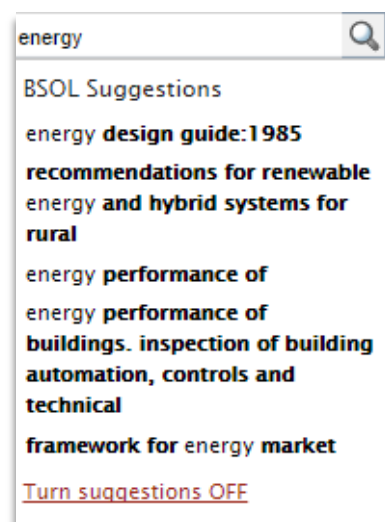 energy
BSOL Suggestions
energy design guide:1985
recommendations for renewable
energy and hybrid systems for
rural
energy performance of
energy performance of
buildings. inspection of building
automation, controls and
technical
framework for energy market
Turn suggestions OFF